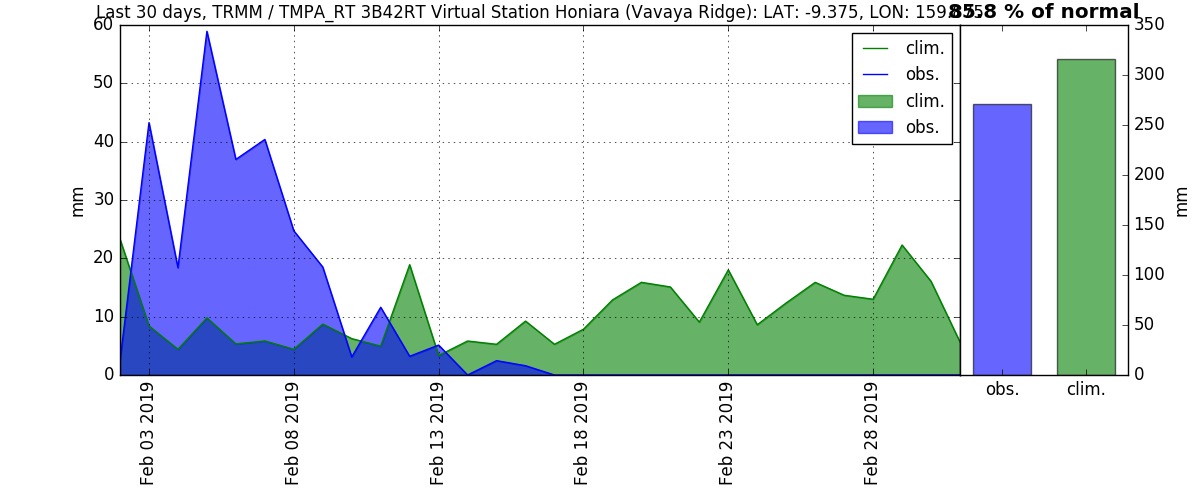 Last 30 days, TRMM / TMPA_RT 3B42RT Virtual Station Honiara (Vavaya Ridge): LAT: -9.375, LON:
85.8 % of normal
60
50
40
30
20
10
0
mm
clim.
obs.
clim.
obs.
Feb 03 2019
Feb 08 2019
Feb 13 2019
Feb 18 2019
Feb 23 2019
Feb 28 2019
350
300
250
200
150
100
50
0
mm
obs.
clim.